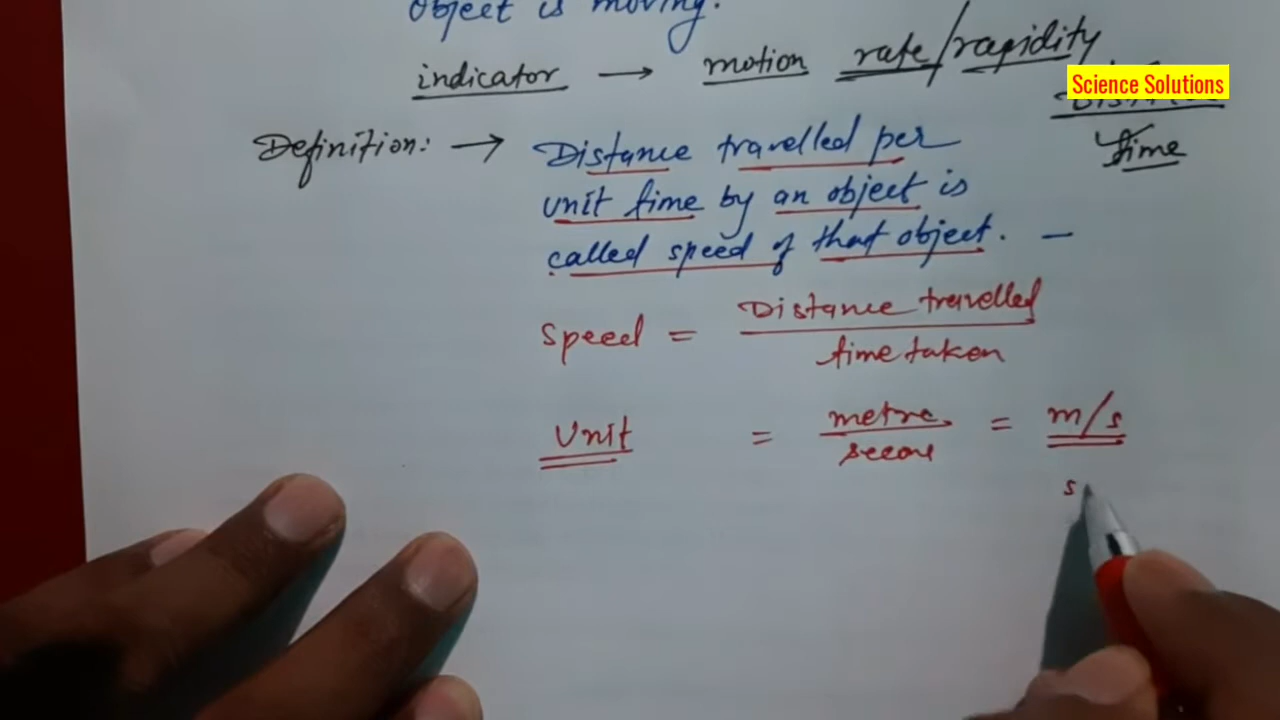 object is moving.
indicator → motion rate/rapidity
Science Solutions
Definition: → Distance travelled per
time
unit time by an object is
called speed of that object. —
Speed = Distance travelled
time taken
Unit = metre = m/s
s